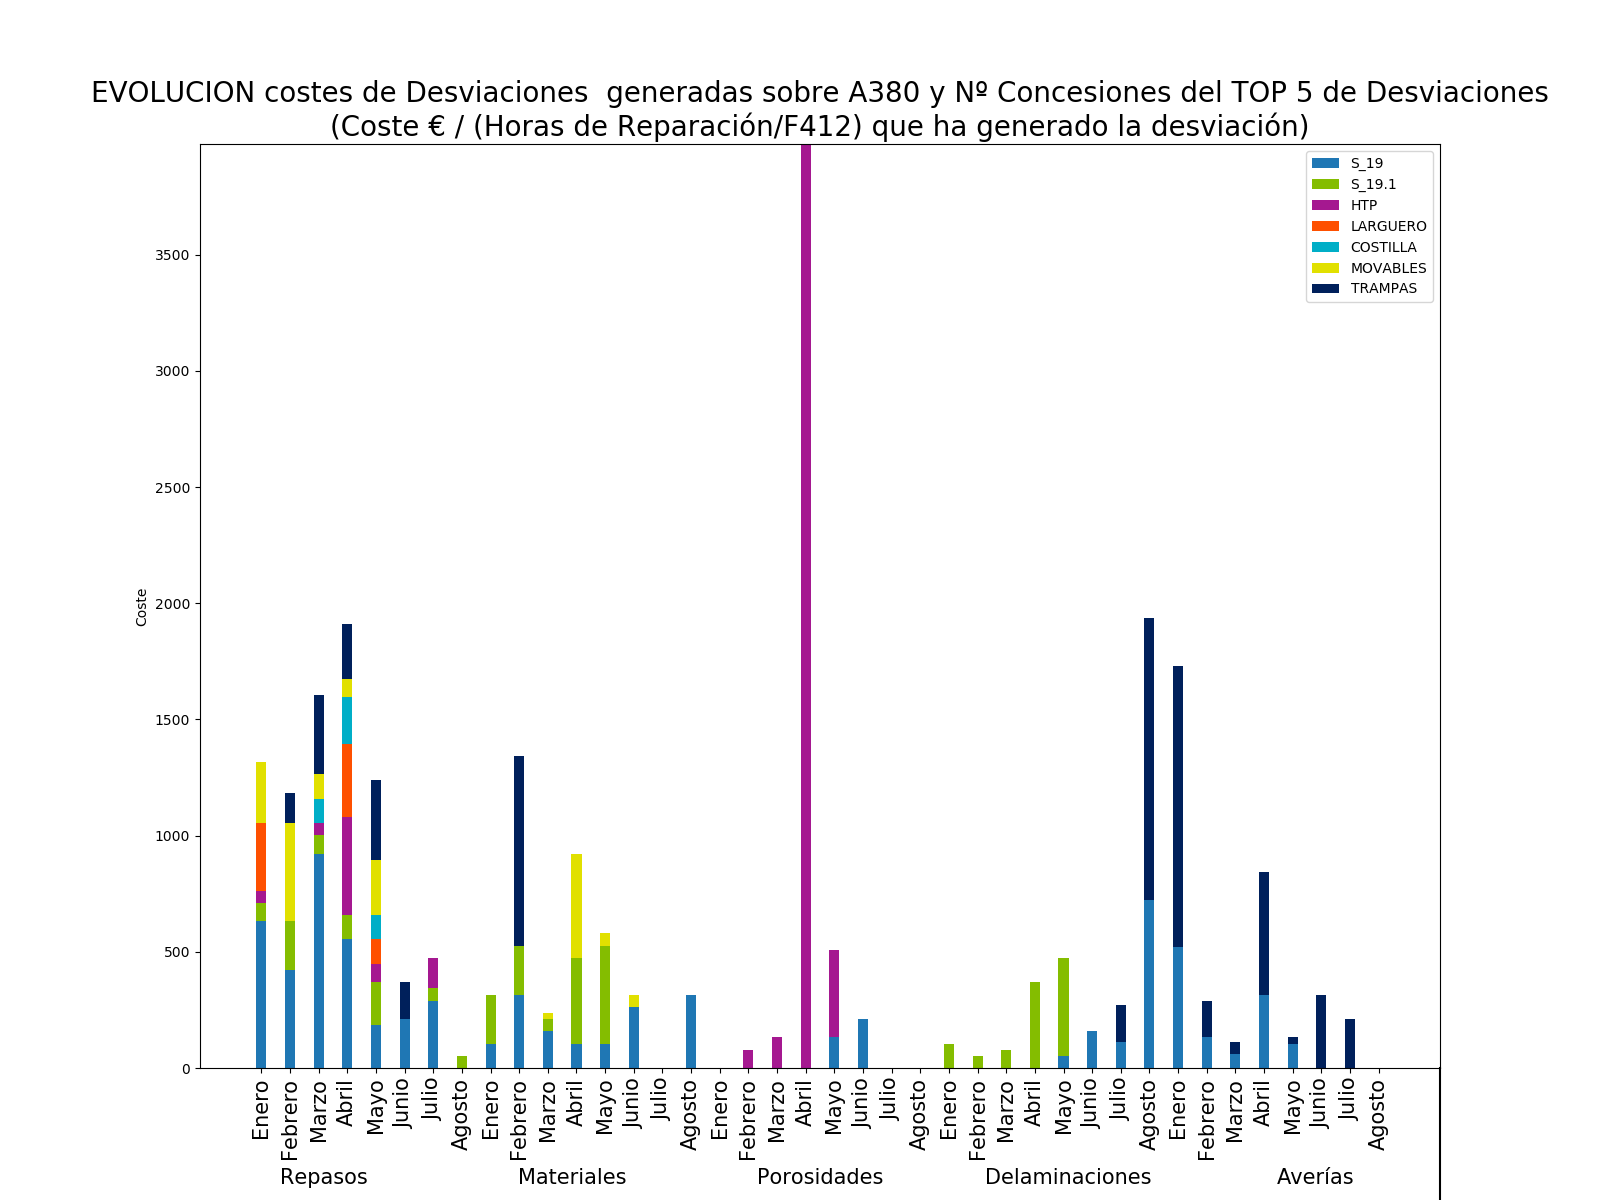 EVOLUCION costes de Desviaciones  generadas sobre A380 y Nº Concesiones del TOP 5 de Desviaciones
(Coste € / (Horas de Reparación/F412) que ha generado la desviación)
S_19
S_19.1
HTP
LARGUERO
COSTILLA
MOVABLES
TRAMPAS
3500
3000
2500
2000
1500
1000
500
0
Coste
Enero Febrero Marzo Abril Mayo Junio Julio Agosto Enero Febrero Marzo Abril Mayo Junio Julio Agosto Enero Febrero Marzo Abril Mayo Junio Julio Agosto Enero Febrero Marzo Abril Mayo Junio Julio Agosto Enero Febrero Marzo Abril Mayo Junio Julio Agosto
Repasos Materiales Porosidades Delaminaciones Averías